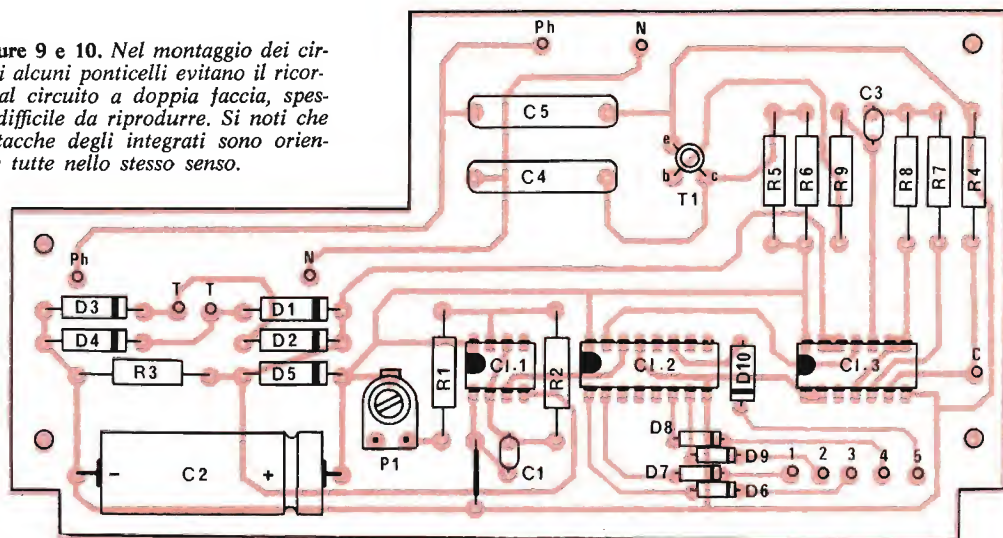 ure 9 e 10. Nel montaggio dei cir-
i alcuni ponticelli evitano il ricor-
al circuito a doppia faccia, spes-
difficile da riprodurre. Si noti che
tacche degli integrati sono orien-
e tutte nello stesso senso.
Ph N
C5 C3
e
C4 b c
T1
R5 R6 R9 R8 R7 R4
Ph N
T T
D3 D1
D4 D2
R3 D5
R1 CI.1 R2 CI.2 D10 CI.3 C
P1
C2 - +
C1
D8
D9
D7
D6
1 2 3 4 5